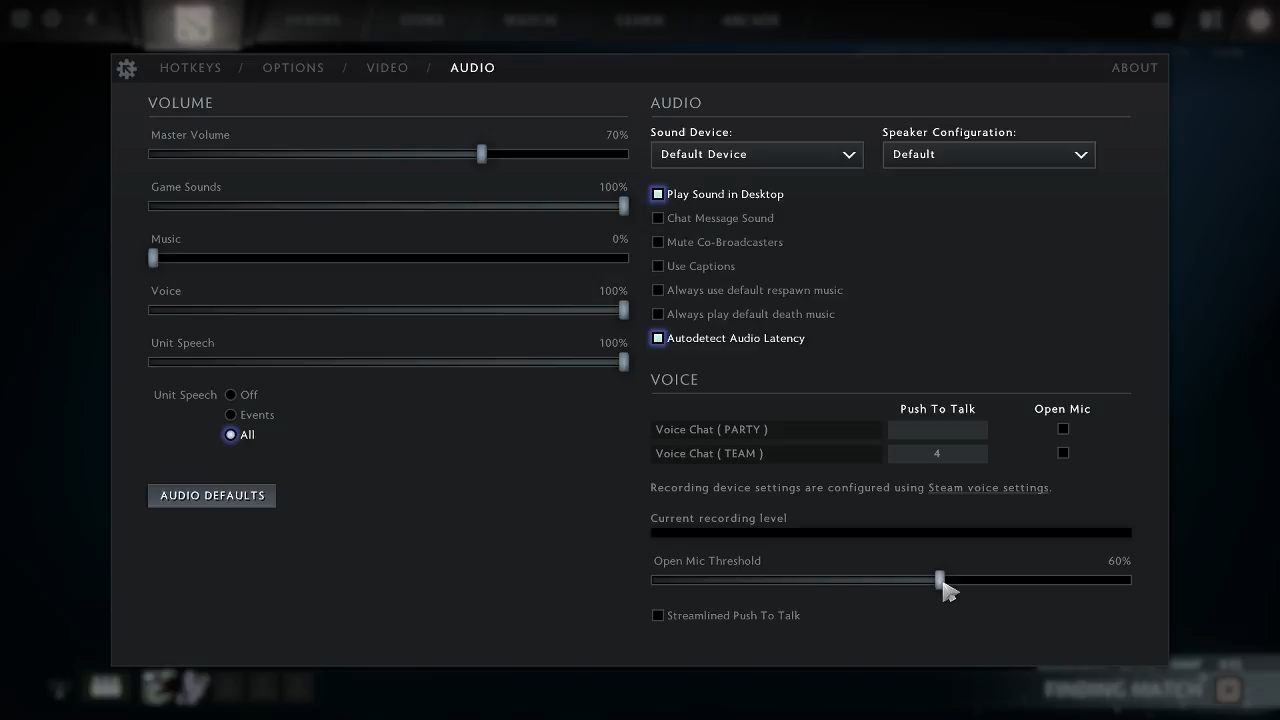 HOTKEYS / OPTIONS / VIDEO / AUDIO
ABOUT
VOLUME
Master Volume 70%
Game Sounds 100%
Music 0%
Voice 100%
Unit Speech 100%
Unit Speech Off
Events
All
AUDIO DEFAULTS
AUDIO
Sound Device: Speaker Configuration:
Default Device Default
Play Sound in Desktop
Chat Message Sound
Mute Co-Broadcasters
Use Captions
Always use default respawn music
Always play default death music
Autodetect Audio Latency
VOICE
Push To Talk Open Mic
Voice Chat ( PARTY )
Voice Chat ( TEAM ) 4
Recording device settings are configured using Steam voice settings.
Current recording level
Open Mic Threshold 60%
Streamlined Push To Talk
FINDING MATCH